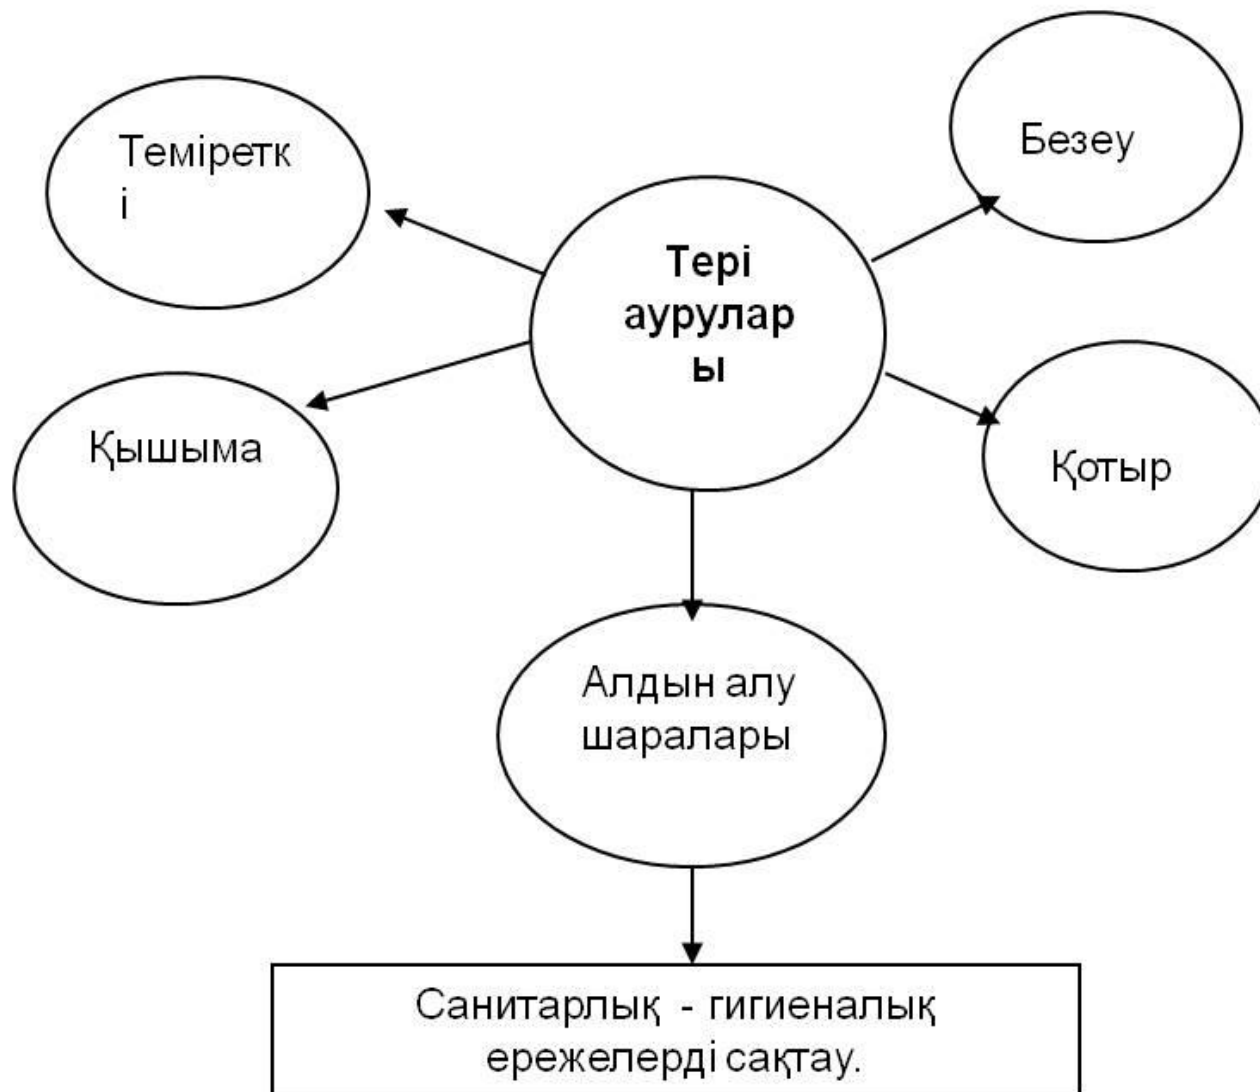 Теміретк
і
Безеу
Тері
аурулар
ы
Қышыма
Қотыр
Алдын алу
шаралары
Санитарлық - гигиеналық
ережелерді сақтау.